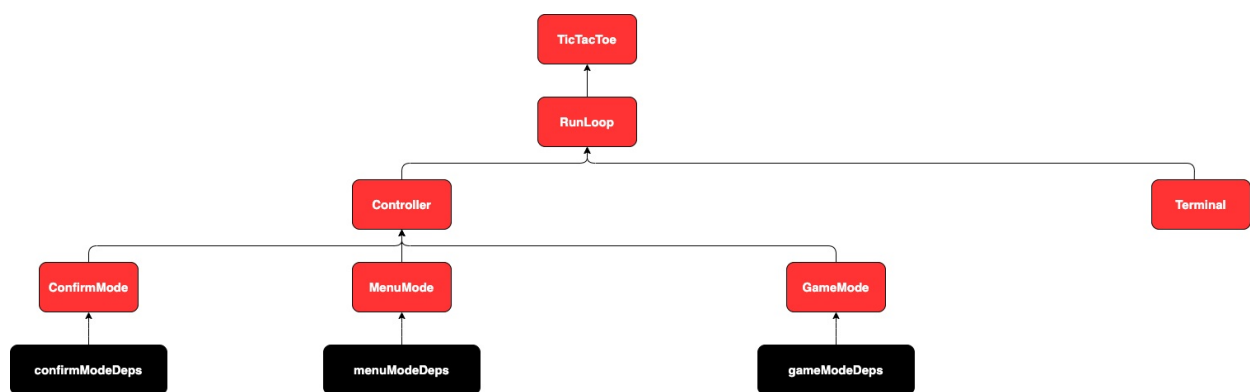 TicTacToe
RunLoop
Controller
Terminal
ConfirmMode
MenuMode
GameMode
confirmModeDeps
menuModeDeps
gameModeDeps